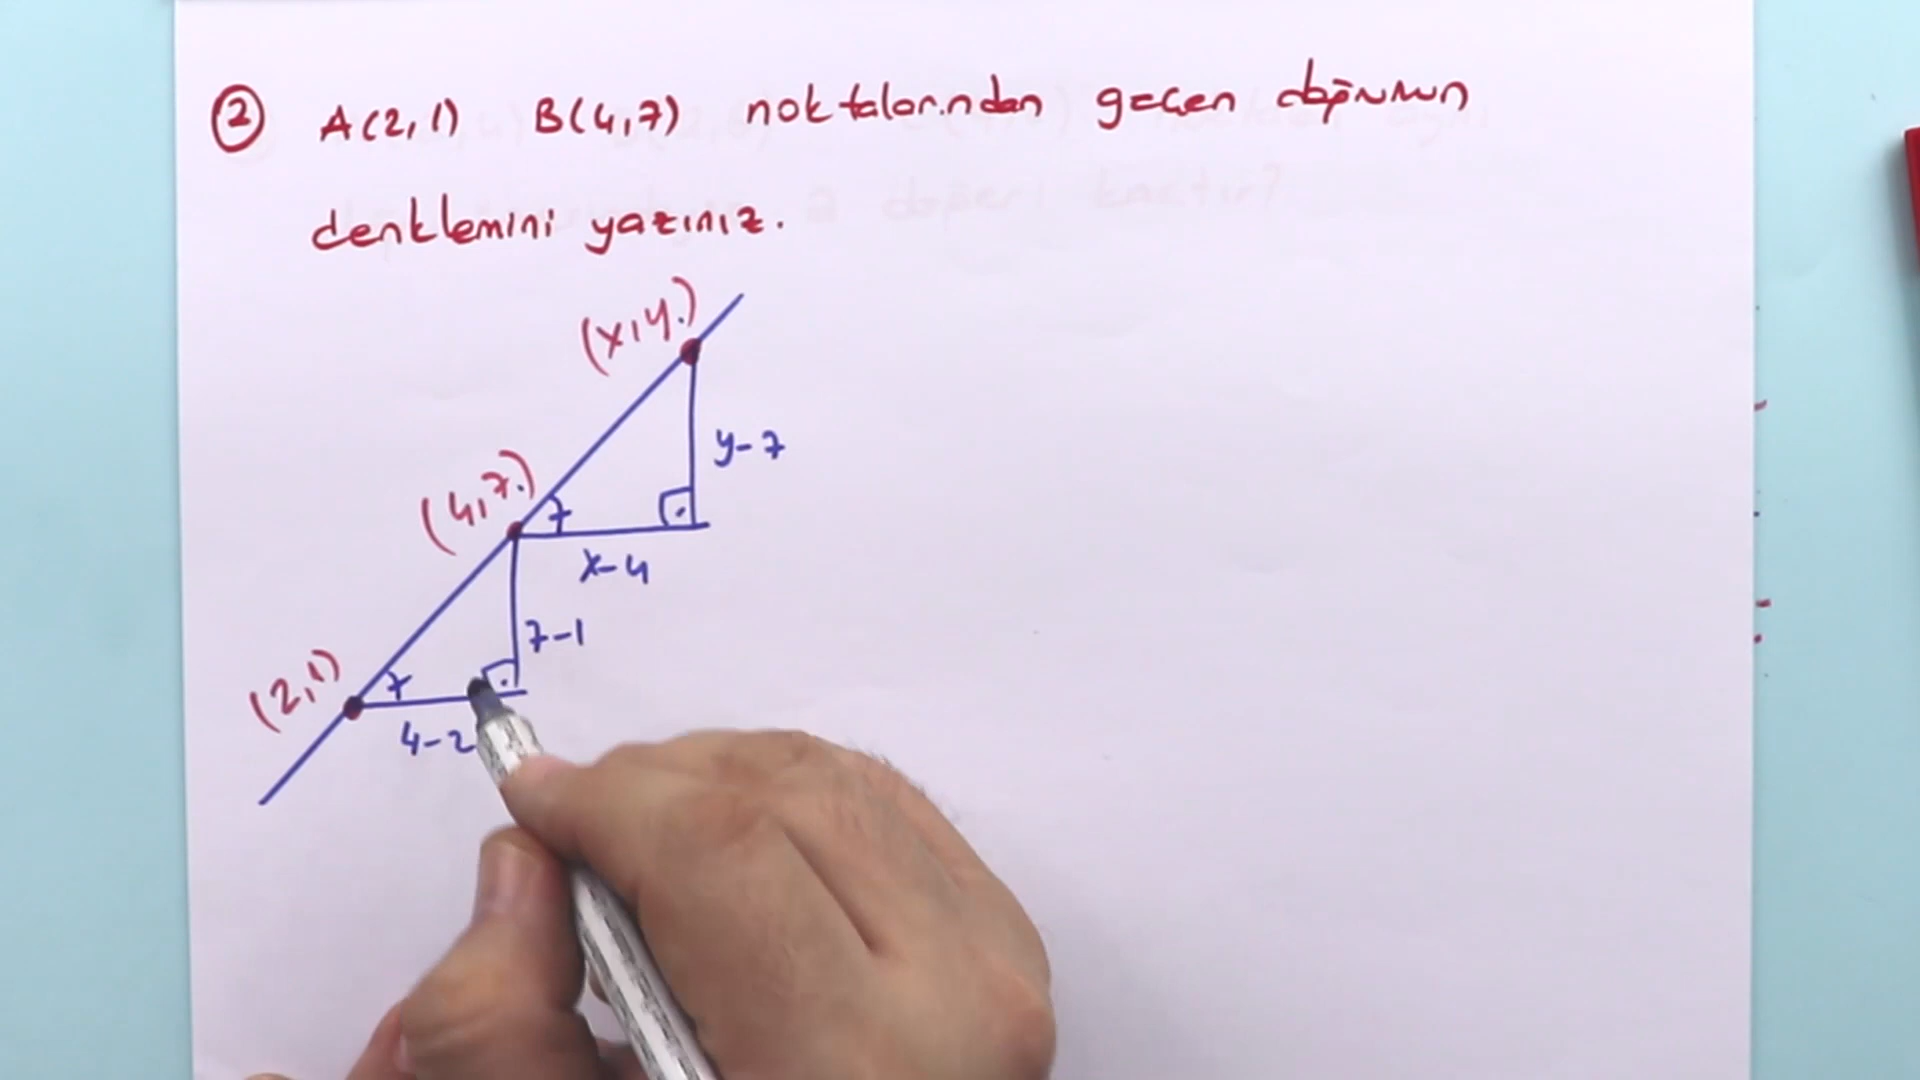 2 A(2,1) B(4,7) noktalarından geçen doğrunun
denklemini yazınız.
(x,y)
y-7
(4,7)
x-4
7-1
(2,1)
4-2